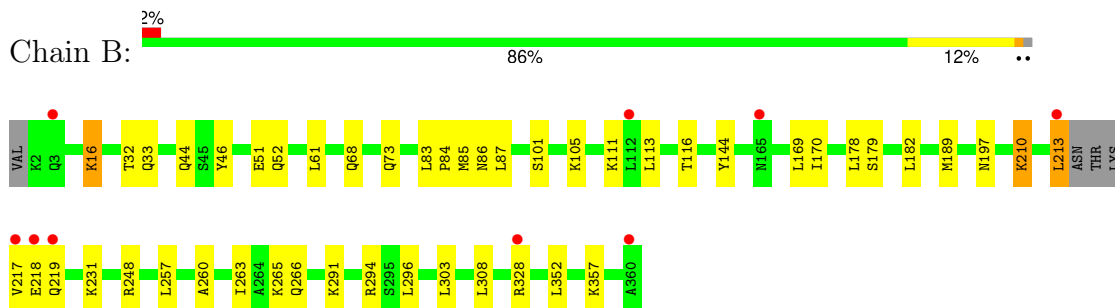 2%
Chain B:
86%
12%
••
VAL K2 Q3 K16 T32 Q33 Q44 S45 Y46 E51 Q52 L61 Q68 Q73 L83 P84 M85 N86 L87 S101 K105 K111 L112 L113 T116 Y144 N165 L169 I170 L178 S179 L182 M189 N197 K210 L213 ASN THR LYS
V217 E218 Q219 K231 R248 L257 A260 I263 A264 K265 Q266 K291 R294 S295 L296 L303 L308 R328 L352 K357 A360